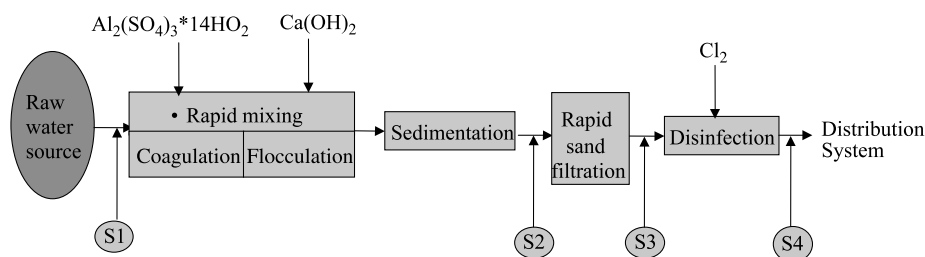 Al₂(SO₄)₃*14HO₂
Ca(OH)₂
Cl₂
Raw
water
source
• Rapid mixing
Coagulation
Flocculation
Sedimentation
Rapid
sand
filtration
Disinfection
Distribution
System
S1
S2
S3
S4